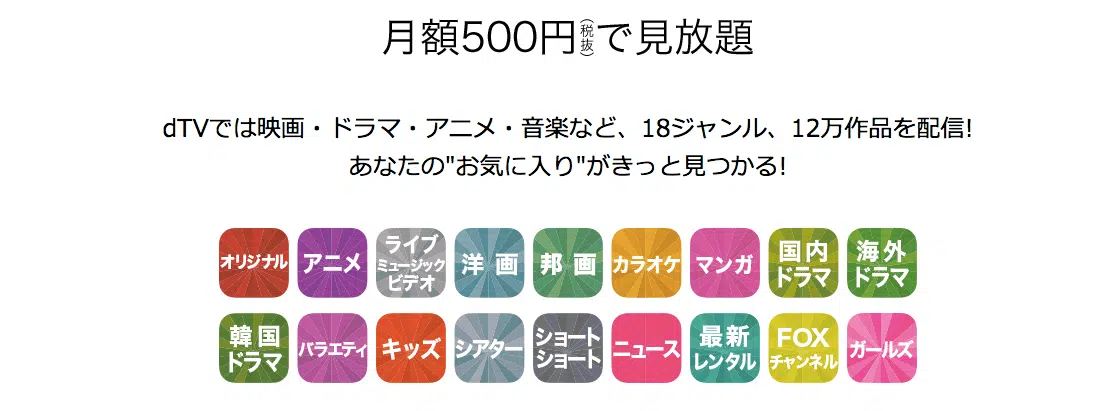 月額500円(税抜)で見放題
dTVでは映画・ドラマ・アニメ・音楽など、18ジャンル、12万作品を配信!
あなたの"お気に入り"がきっと見つかる!
オリジナル
アニメ
ライブ
ミュージック
ビデオ
洋画
邦画
カラオケ
マンガ
国内
ドラマ
海外
ドラマ
韓国
ドラマ
バラエティ
キッズ
シアター
ショート
ショート
ニュース
最新
レンタル
FOX
チャンネル
ガールズ